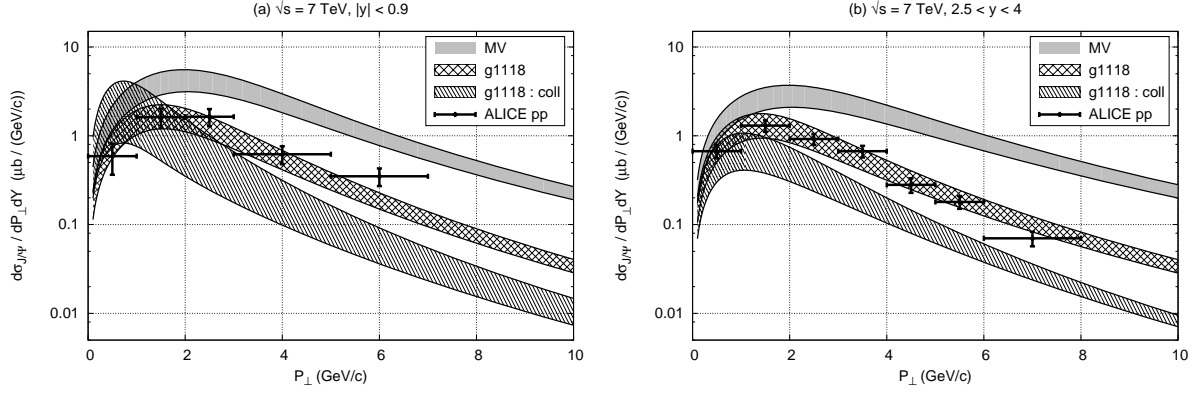 (a) √s = 7 TeV, |y| < 0.9
10
1
0.1
0.01
dσJ/Ψ / dP⊥dY (μb / (GeV/c))
MV
g1118
g1118 : coll
ALICE pp
0 2 4 6 8 10
P⊥ (GeV/c)
(b) √s = 7 TeV, 2.5 < y < 4
10
1
0.1
0.01
dσJ/Ψ / dP⊥dY (μb / (GeV/c))
MV
g1118
g1118 : coll
ALICE pp
0 2 4 6 8 10
P⊥ (GeV/c)